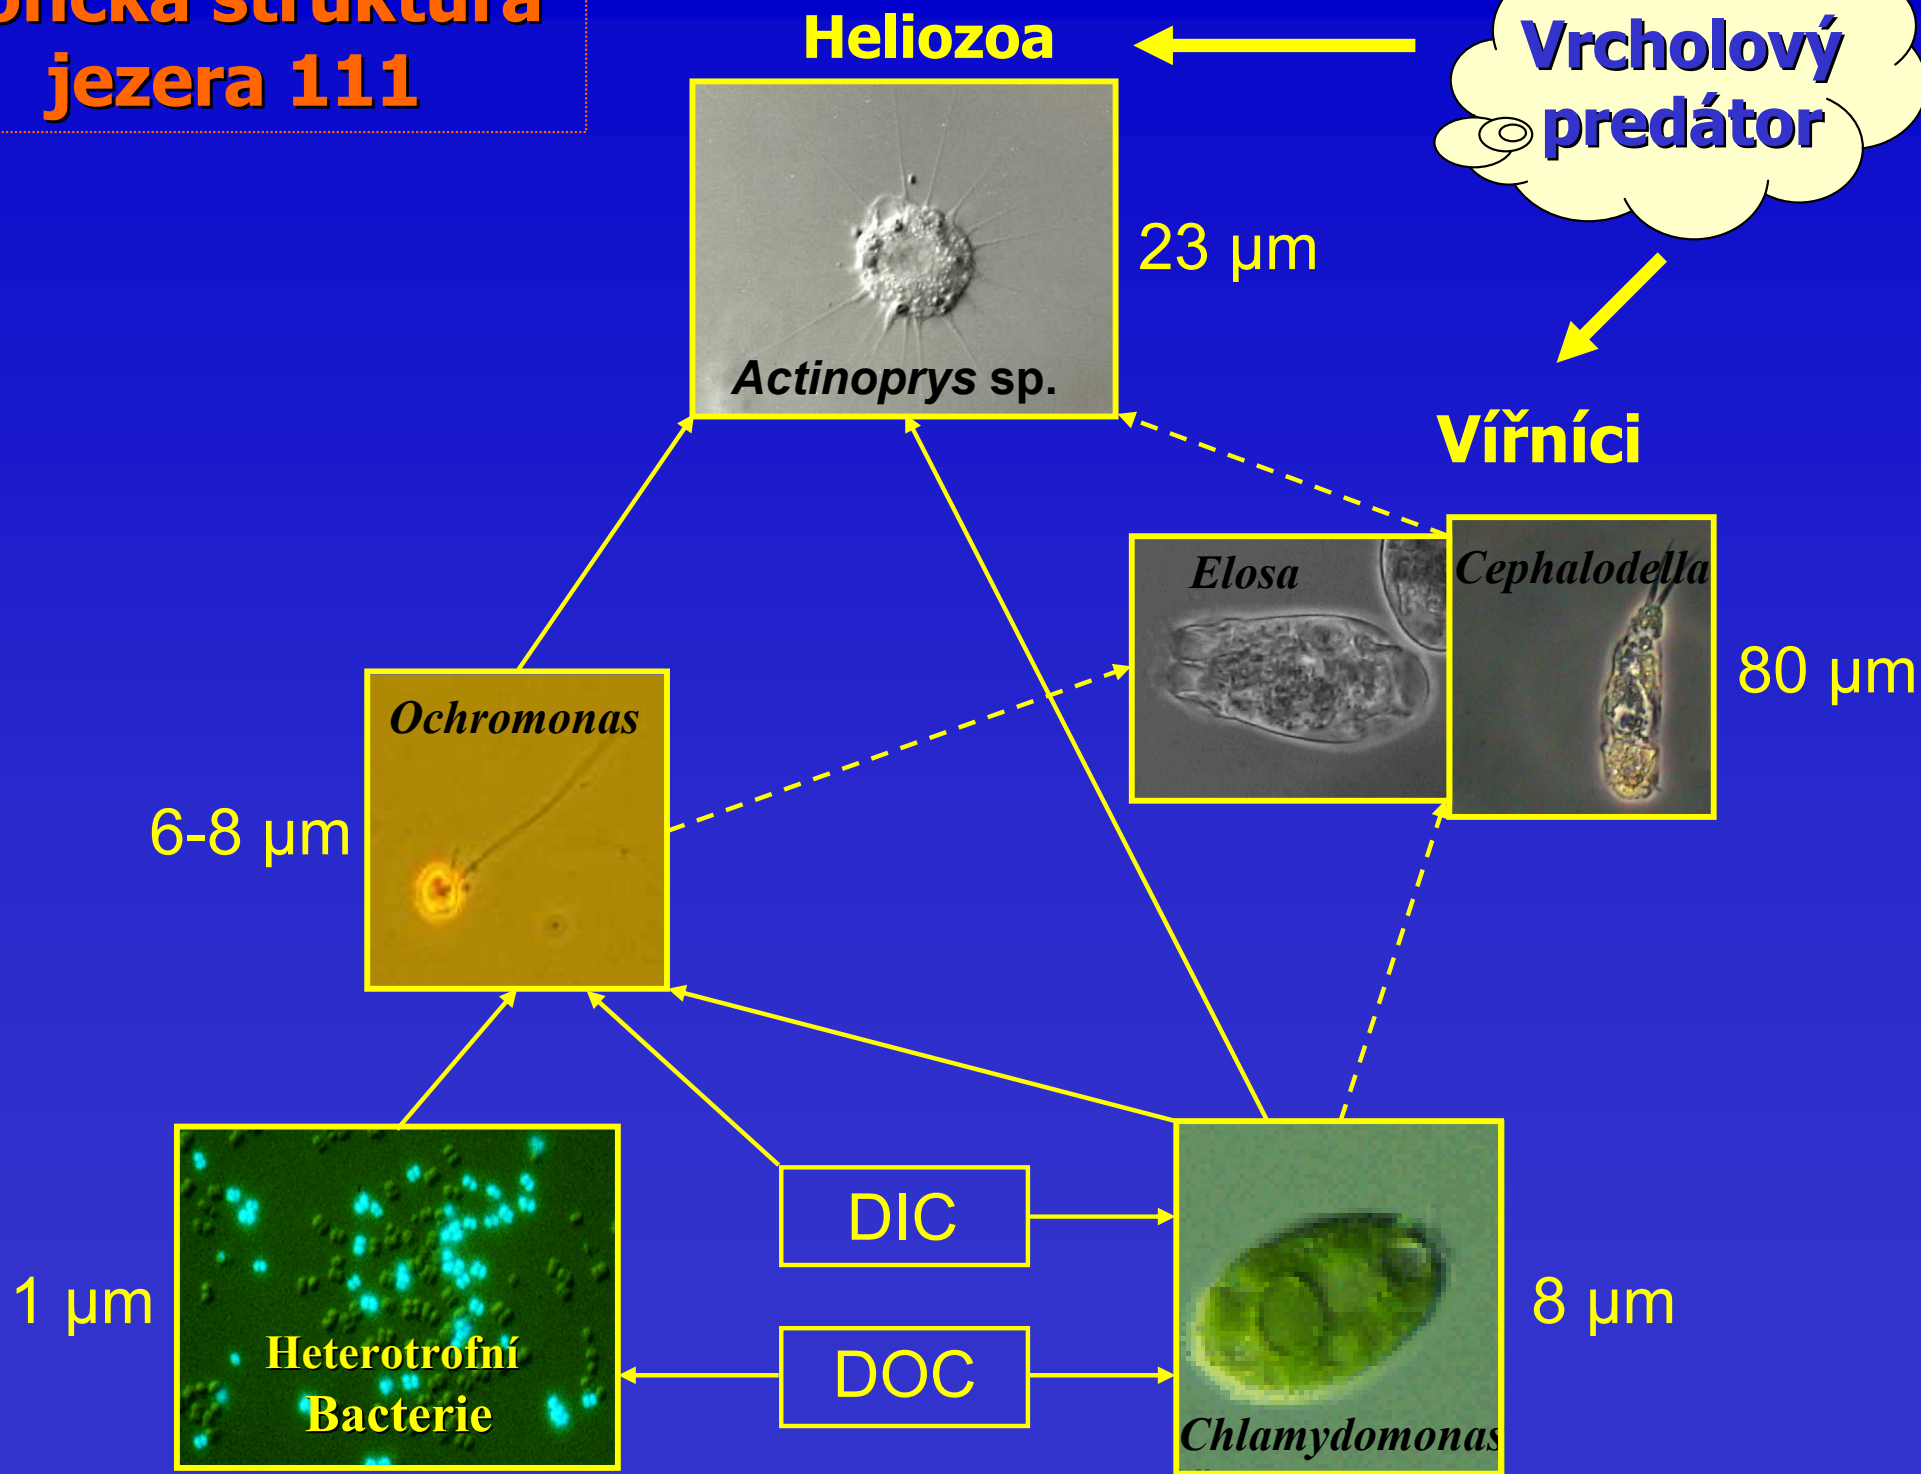 struktura
jezera 111
Heliozoa
Vrcholový
predátor
23 µm
Actinoprys sp.
Vířníci
Elosa
Cephalodella
80 µm
Ochromonas
6-8 µm
DIC
1 µm
8 µm
Heterotrofní
Bacterie
DOC
Chlamydomonas